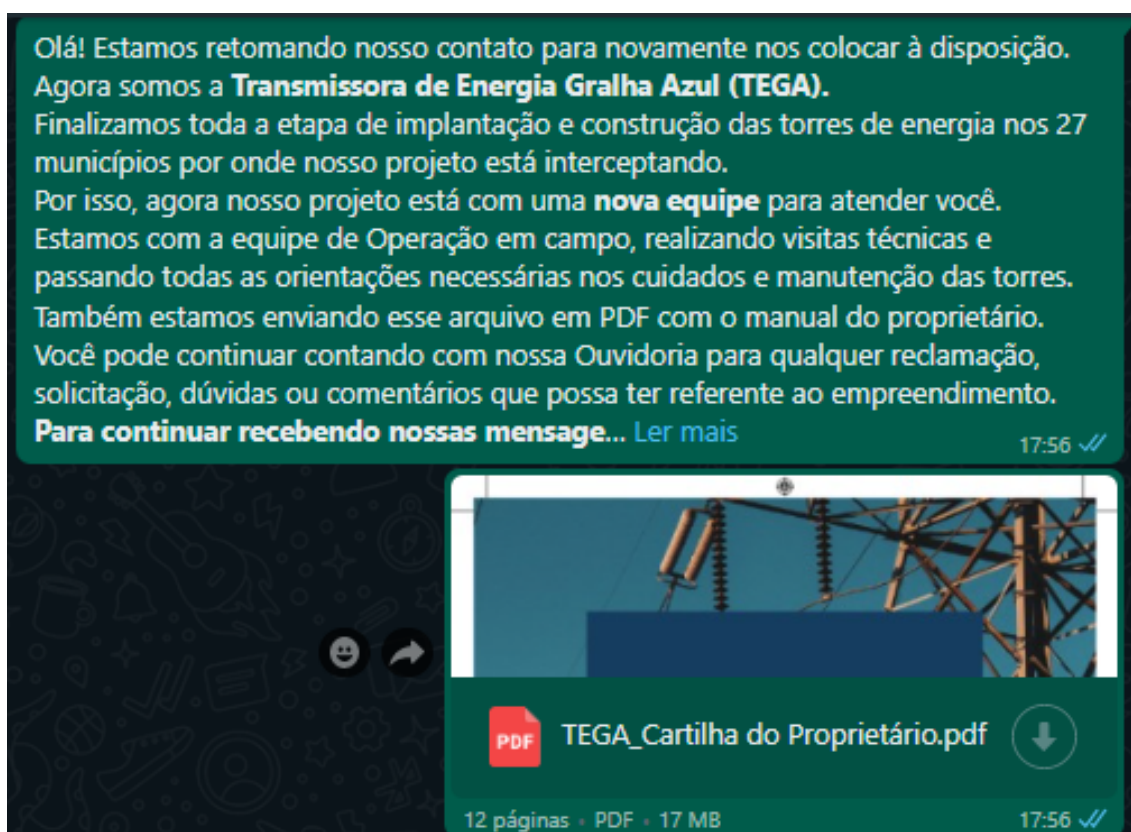 Olá! Estamos retomando nosso contato para novamente nos colocar à disposição.
Agora somos a Transmissora de Energia Gralha Azul (TEGA).
Finalizamos toda a etapa de implantação e construção das torres de energia nos 27
municípios por onde nosso projeto está interceptando.
Por isso, agora nosso projeto está com uma nova equipe para atender você.
Estamos com a equipe de Operação em campo, realizando visitas técnicas e
passando todas as orientações necessárias nos cuidados e manutenção das torres.
Também estamos enviando esse arquivo em PDF com o manual do proprietário.
Você pode continuar contando com nossa Ouvidoria para qualquer reclamação,
solicitação, dúvidas ou comentários que possa ter referente ao empreendimento.
Para continuar recebendo nossas mensage... Ler mais
17:56
PDF TEGA_Cartilha do Proprietário.pdf
12 páginas • PDF • 17 MB 17:56